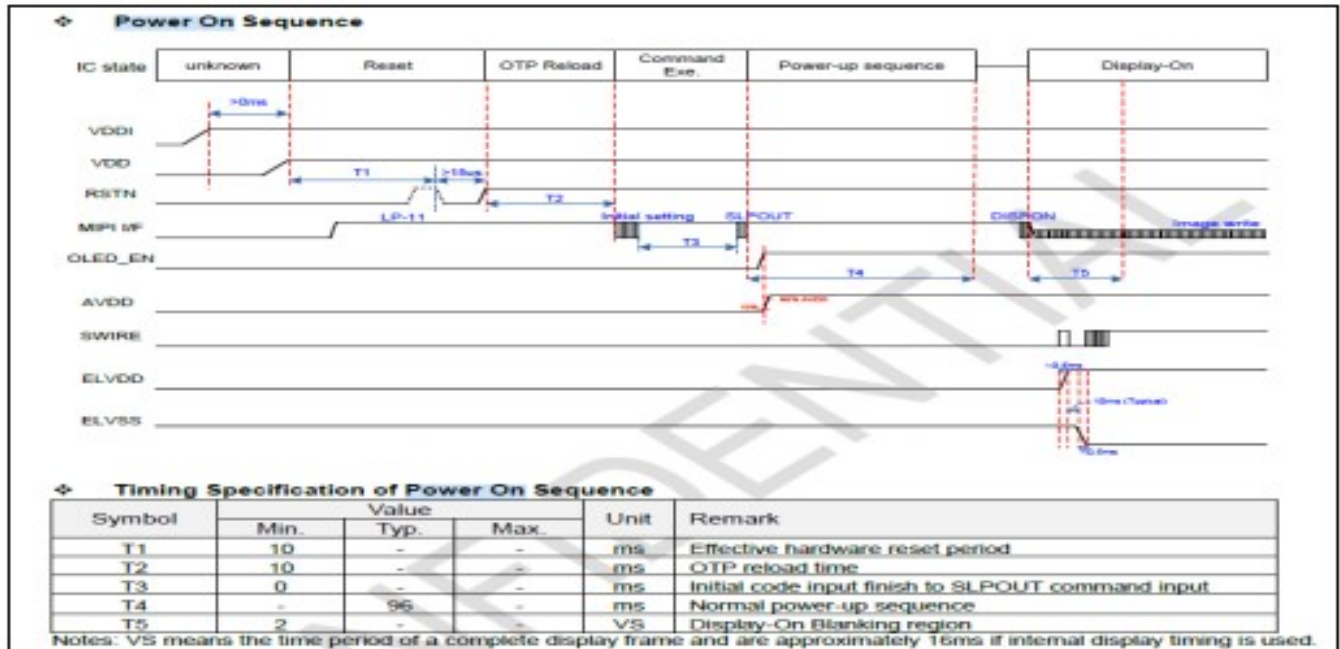 ❖ Power On Sequence
IC state unknown Reset OTP Reload Command Exe. Power-up sequence Display-On
>0ms
VDDI
VDD
T1 >10us
RSTN
T2
LP-11 Initial setting SLPOUT DISPON Image write
MIPI I/F
T3
OLED_EN
T4 T5
AVDD
SWIRE
ELVDD
10ms (Typical)
ELVSS
CONFIDENTIAL
❖ Timing Specification of Power On Sequence
Symbol Value Unit Remark
Min. Typ. Max.
T1 10 - - ms Effective hardware reset period
T2 10 - - ms OTP reload time
T3 0 - - ms Initial code input finish to SLPOUT command input
T4 - 96 - ms Normal power-up sequence
T5 2 - - VS Display-On Blanking region
Notes: VS means the time period of a complete display frame and are approximately 16ms if internal display timing is used.